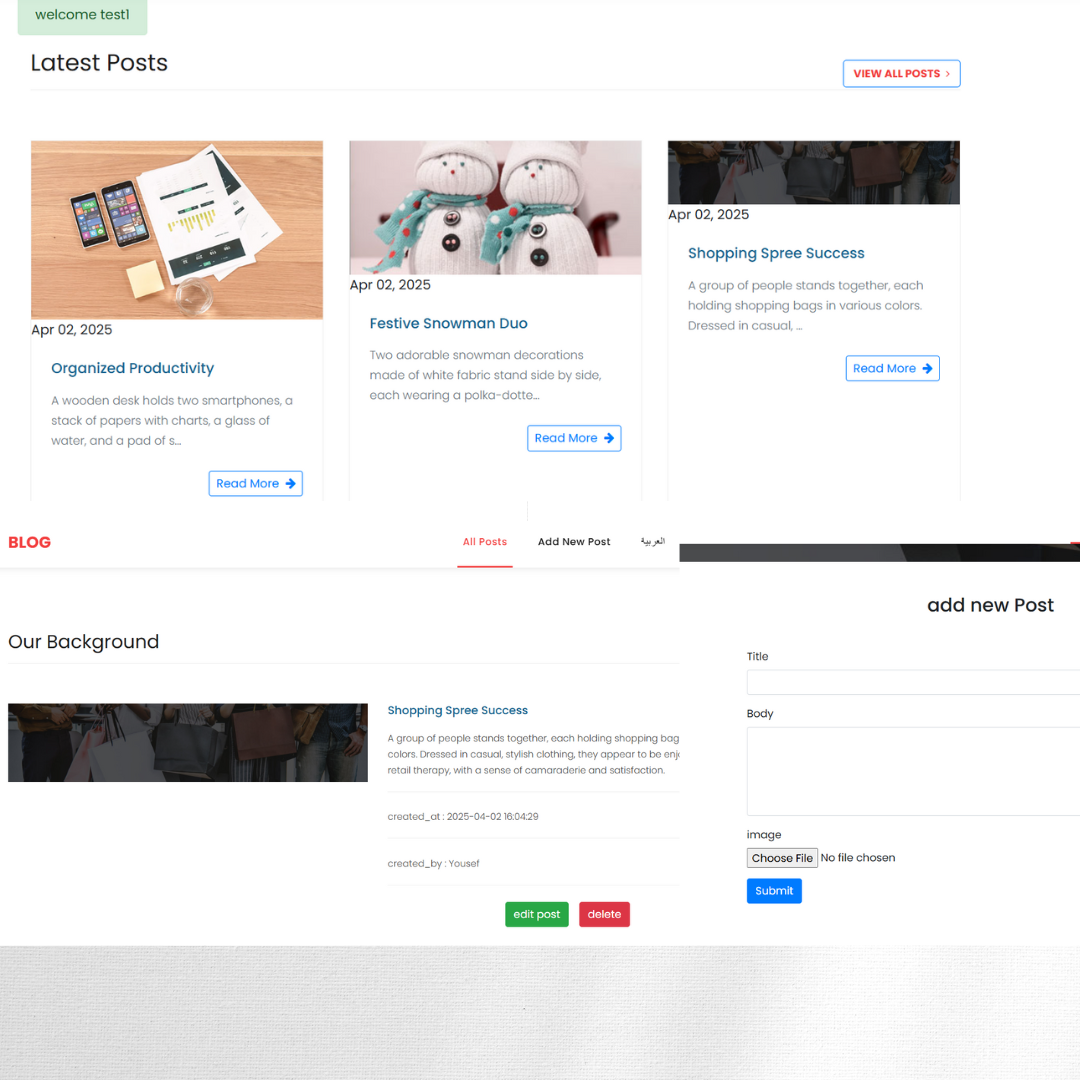 welcome test1
Latest Posts
VIEW ALL POSTS >
Apr 02, 2025
Organized Productivity
A wooden desk holds two smartphones, a
stack of papers with charts, a glass of
water, and a pad of s...
Read More
Apr 02, 2025
Festive Snowman Duo
Two adorable snowman decorations
made of white fabric stand side by side,
each wearing a polka-dotte...
Read More
Apr 02, 2025
Shopping Spree Success
A group of people stands together, each
holding shopping bags in various colors.
Dressed in casual, ...
Read More
BLOG
All Posts
Add New Post
العربية
Our Background
Shopping Spree Success
A group of people stands together, each holding shopping bag
colors. Dressed in casual, stylish clothing, they appear to be enj
retail therapy, with a sense of camaraderie and satisfaction.
created_at : 2025-04-02 16:04:29
created_by : Yousef
edit post
delete
add new Post
Title
Body
image
Choose File No file chosen
Submit